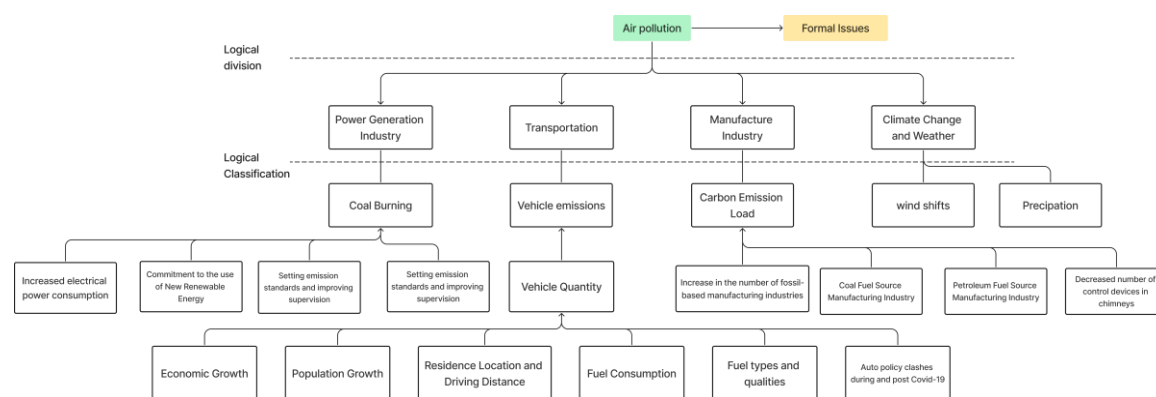 Air pollution
Formal Issues
Logical
division
Power Generation
Industry
Transportation
Manufacture
Industry
Climate Change
and Weather
Logical
Classification
Coal Burning
Vehicle emissions
Carbon Emission
Load
wind shifts
Precipation
Increased electrical
power consumption
Commitment to the use
of New Renewable
Energy
Setting emission
standards and improving
supervision
Setting emission
standards and improving
supervision
Vehicle Quantity
Increase in the number of fossil-
based manufacturing industries
Coal Fuel Source
Manufacturing Industry
Petroleum Fuel Source
Manufacturing Industry
Decreased number of
control devices in
chimneys
Economic Growth
Population Growth
Residence Location and
Driving Distance
Fuel Consumption
Fuel types and
qualities
Auto policy clashes
during and post Covid-19